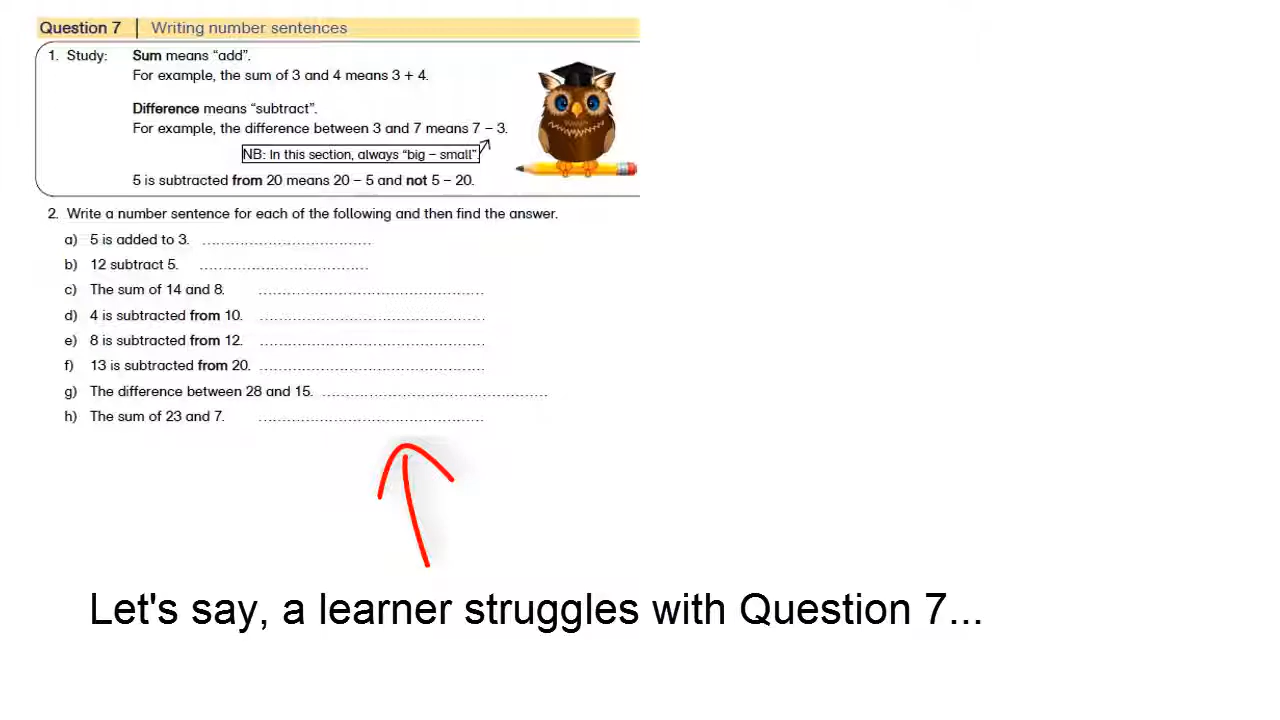 Question 7 | Writing number sentences
1. Study: Sum means “add”.
For example, the sum of 3 and 4 means 3 + 4.
Difference means “subtract”.
For example, the difference between 3 and 7 means 7 – 3.
NB: In this section, always “big – small”
5 is subtracted from 20 means 20 – 5 and not 5 – 20.
2. Write a number sentence for each of the following and then find the answer.
a) 5 is added to 3. ....................................
b) 12 subtract 5. ....................................
c) The sum of 14 and 8. ................................................
d) 4 is subtracted from 10. ................................................
e) 8 is subtracted from 12. ................................................
f) 13 is subtracted from 20. ................................................
g) The difference between 28 and 15. ................................................
h) The sum of 23 and 7. ................................................
Let's say, a learner struggles with Question 7...